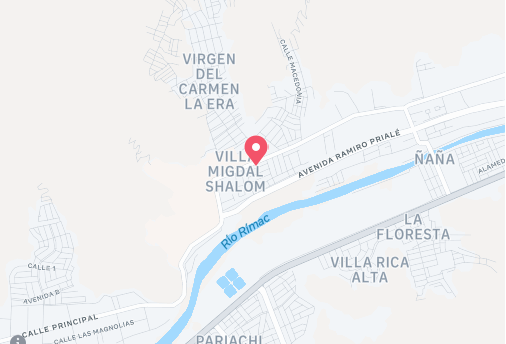 VIRGEN
DEL
CARMEN
LA ERA
CALLE MACEDONIA
VILLA
MIGDAL
SHALOM
AVENIDA RAMIRO PRIALÉ
ÑAÑA
ALAMED
Río Rímac
LA
FLORESTA
VILLA RICA
ALTA
CALLE 1
AVENIDA B
CALLE PRINCIPAL
CALLE LAS MAGNOLIAS
PARIACHI
i